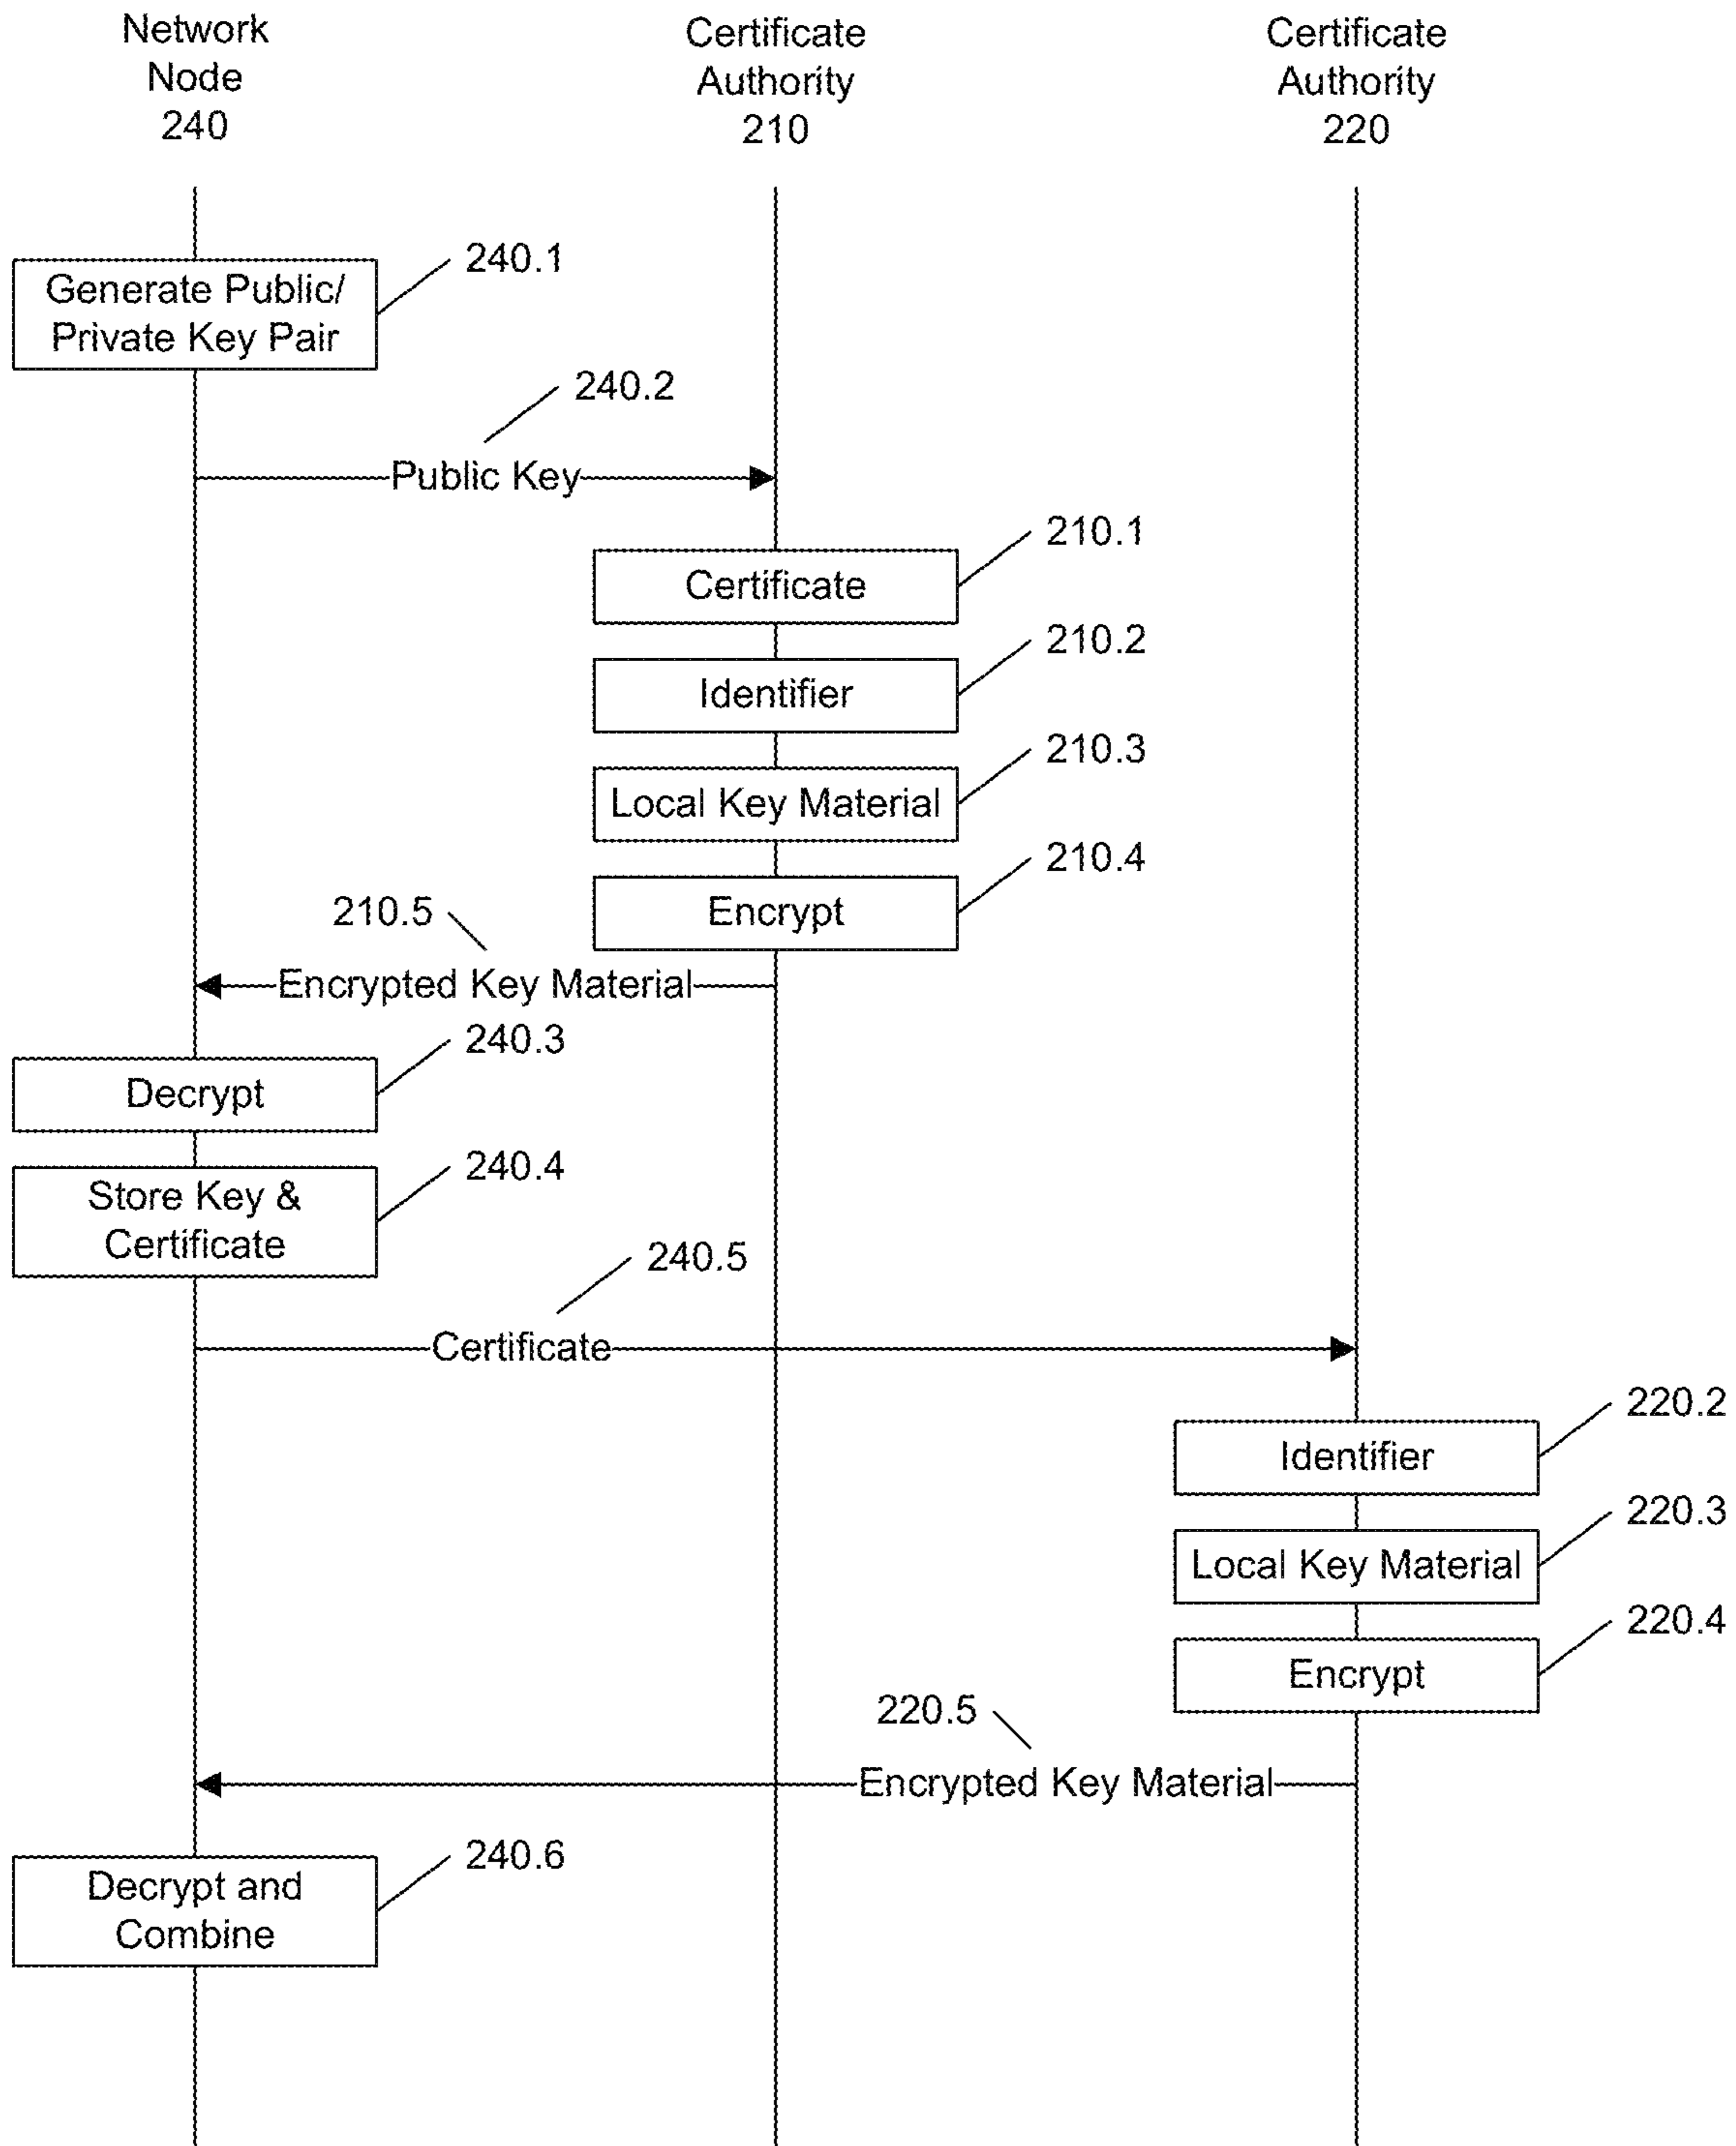 Network
Node
240
Certificate
Authority
210
Certificate
Authority
220
240.1
Generate Public/
Private Key Pair
240.2
Public Key
210.1
Certificate
210.2
Identifier
210.3
Local Key Material
210.4
Encrypt
210.5
Encrypted Key Material
240.3
Decrypt
240.4
Store Key &
Certificate
240.5
Certificate
220.2
Identifier
220.3
Local Key Material
220.4
Encrypt
220.5
Encrypted Key Material
240.6
Decrypt and
Combine